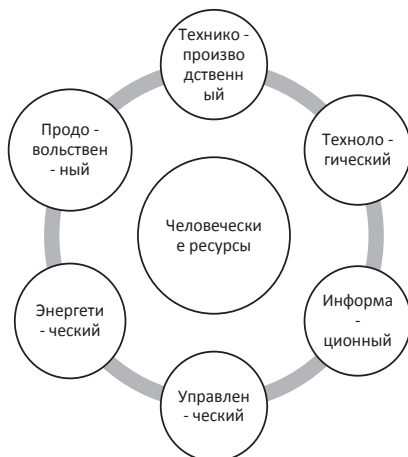 Технико -
произво
дственн
ый
Техноло -
гический
Информа
- ционный
Управлен
- ческий
Энергети
- ческий
Продо -
вольствен
- ный
Человечески
е ресурсы